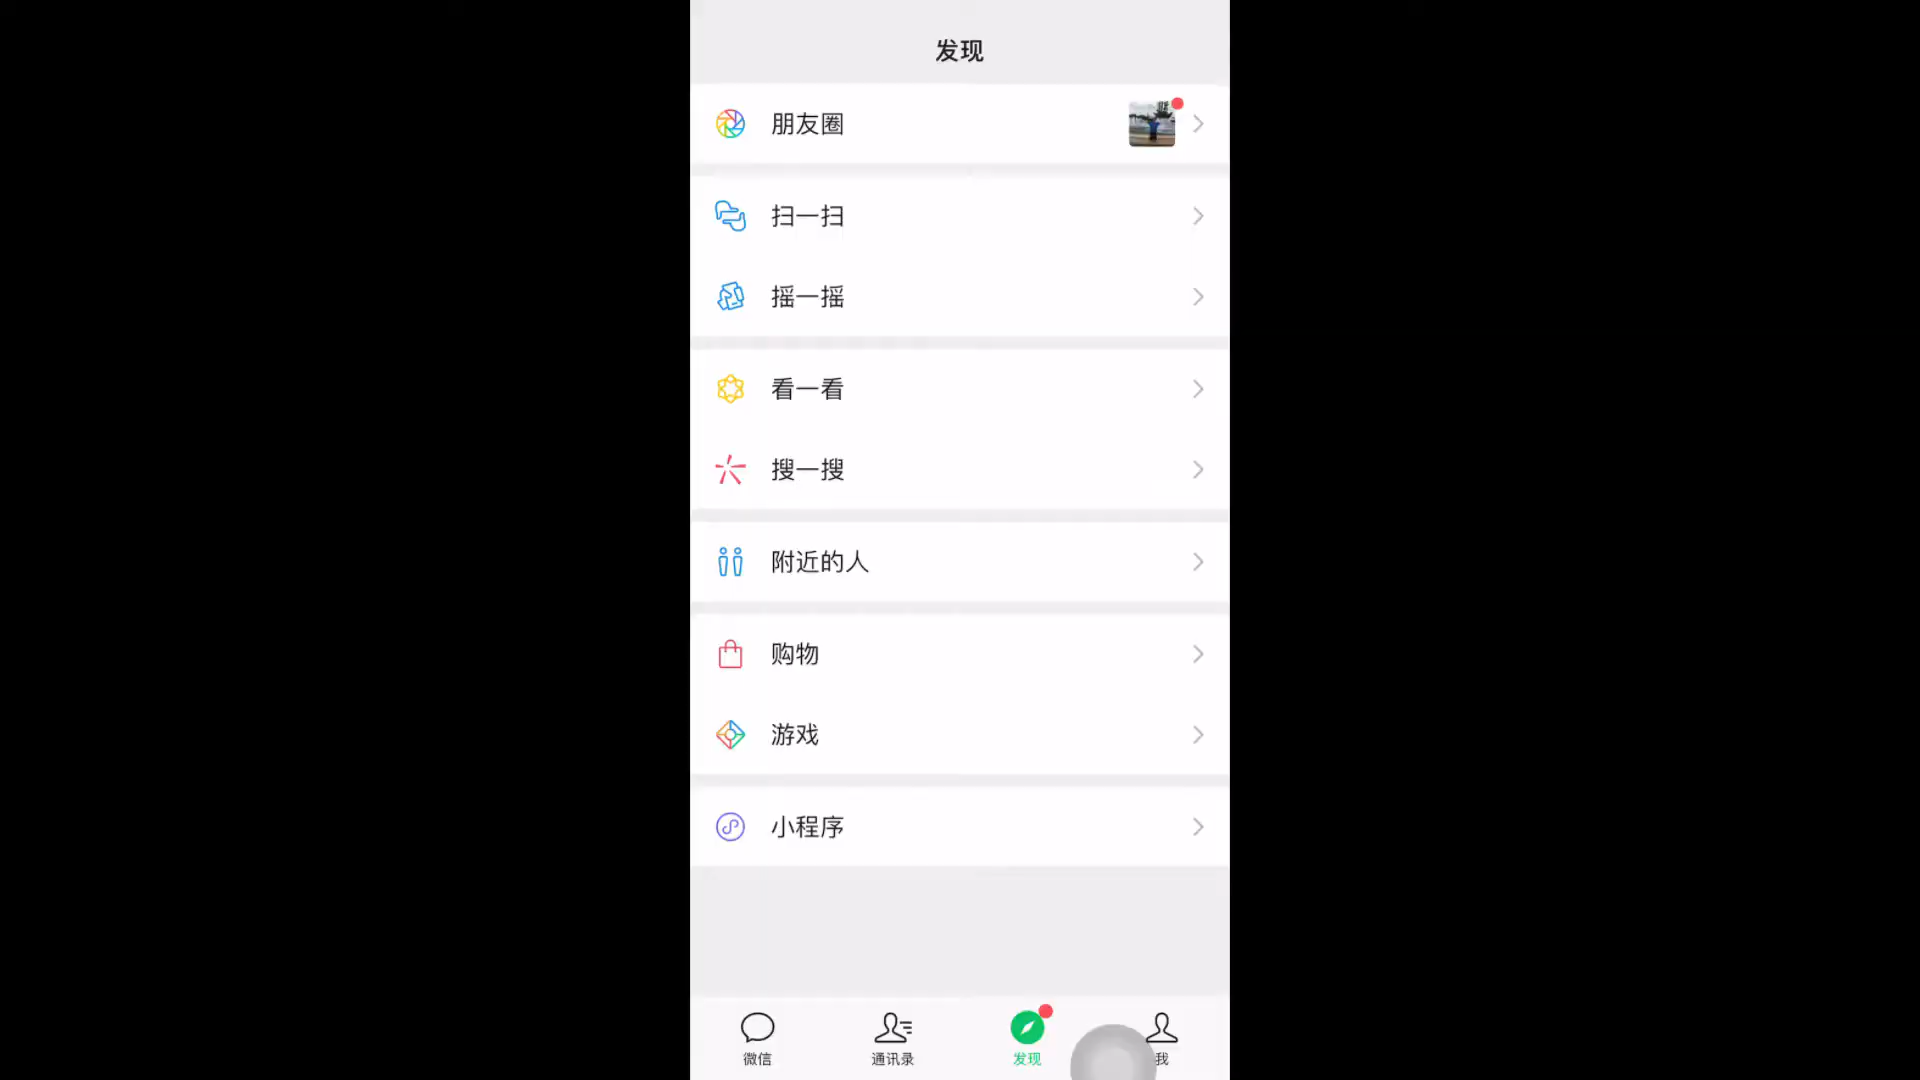 发现
朋友圈
扫一扫
摇一摇
看一看
搜一搜
附近的人
购物
游戏
小程序
微信
通讯录
发现
我